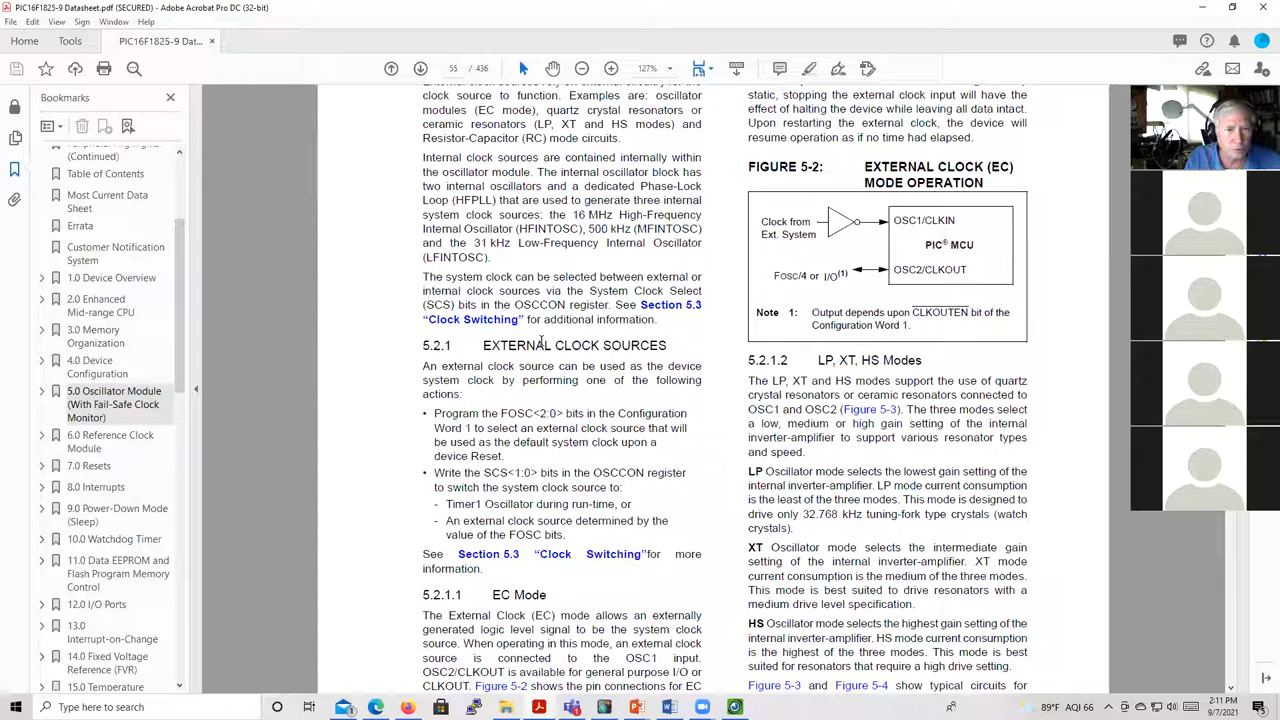 PIC16F1825-9 Datasheet.pdf (SECURED) - Adobe Acrobat Pro DC (32-bit)
File Edit View Sign Window Help
Home Tools PIC16F1825-9 Dat... ×
55 / 436 127%
Bookmarks
(Continued)
Table of Contents
Most Current Data
Sheet
Errata
Customer Notification
System
1.0 Device Overview
2.0 Enhanced
Mid-range CPU
3.0 Memory
Organization
4.0 Device
Configuration
5.0 Oscillator Module
(With Fail-Safe Clock
Monitor)
6.0 Reference Clock
Module
7.0 Resets
8.0 Interrupts
9.0 Power-Down Mode
(Sleep)
10.0 Watchdog Timer
11.0 Data EEPROM and
Flash Program Memory
Control
12.0 I/O Ports
13.0
Interrupt-on-Change
14.0 Fixed Voltage
Reference (FVR)
15.0 Temperature
clock source to function. Examples are: oscillator
modules (EC mode), quartz crystal resonators or
ceramic resonators (LP, XT and HS modes) and
Resistor-Capacitor (RC) mode circuits.
Internal clock sources are contained internally within
the oscillator module. The internal oscillator block has
two internal oscillators and a dedicated Phase-Lock
Loop (HFPLL) that are used to generate three internal
system clock sources: the 16 MHz High-Frequency
Internal Oscillator (HFINTOSC), 500 kHz (MFINTOSC)
and the 31 kHz Low-Frequency Internal Oscillator
(LFINTOSC).
The system clock can be selected between external or
internal clock sources via the System Clock Select
(SCS) bits in the OSCCON register. See Section 5.3
“Clock Switching” for additional information.
5.2.1 EXTERNAL CLOCK SOURCES
An external clock source can be used as the device
system clock by performing one of the following
actions:
• Program the FOSC<2:0> bits in the Configuration
Word 1 to select an external clock source that will
be used as the default system clock upon a
device Reset.
• Write the SCS<1:0> bits in the OSCCON register
to switch the system clock source to:
- Timer1 Oscillator during run-time, or
- An external clock source determined by the
value of the FOSC bits.
See Section 5.3 “Clock Switching”for more
information.
5.2.1.1 EC Mode
The External Clock (EC) mode allows an externally
generated logic level signal to be the system clock
source. When operating in this mode, an external clock
source is connected to the OSC1 input.
OSC2/CLKOUT is available for general purpose I/O or
CLKOUT. Figure 5-2 shows the pin connections for EC
static, stopping the external clock input will have the
effect of halting the device while leaving all data intact.
Upon restarting the external clock, the device will
resume operation as if no time had elapsed.
FIGURE 5-2: EXTERNAL CLOCK (EC)
MODE OPERATION
Clock from
Ext. System
OSC1/CLKIN
PIC® MCU
FOSC/4 or I/O(1)
OSC2/CLKOUT
Note 1: Output depends upon CLKOUTEN bit of the
Configuration Word 1.
5.2.1.2 LP, XT, HS Modes
The LP, XT and HS modes support the use of quartz
crystal resonators or ceramic resonators connected to
OSC1 and OSC2 (Figure 5-3). The three modes select
a low, medium or high gain setting of the internal
inverter-amplifier to support various resonator types
and speed.
LP Oscillator mode selects the lowest gain setting of the
internal inverter-amplifier. LP mode current consumption
is the least of the three modes. This mode is designed to
drive only 32.768 kHz tuning-fork type crystals (watch
crystals).
XT Oscillator mode selects the intermediate gain
setting of the internal inverter-amplifier. XT mode
current consumption is the medium of the three modes.
This mode is best suited to drive resonators with a
medium drive level specification.
HS Oscillator mode selects the highest gain setting of the
internal inverter-amplifier. HS mode current consumption
is the highest of the three modes. This mode is best
suited for resonators that require a high drive setting.
Figure 5-3 and Figure 5-4 show typical circuits for
Type here to search
89°F AQI 66
2:11 PM
9/7/2021